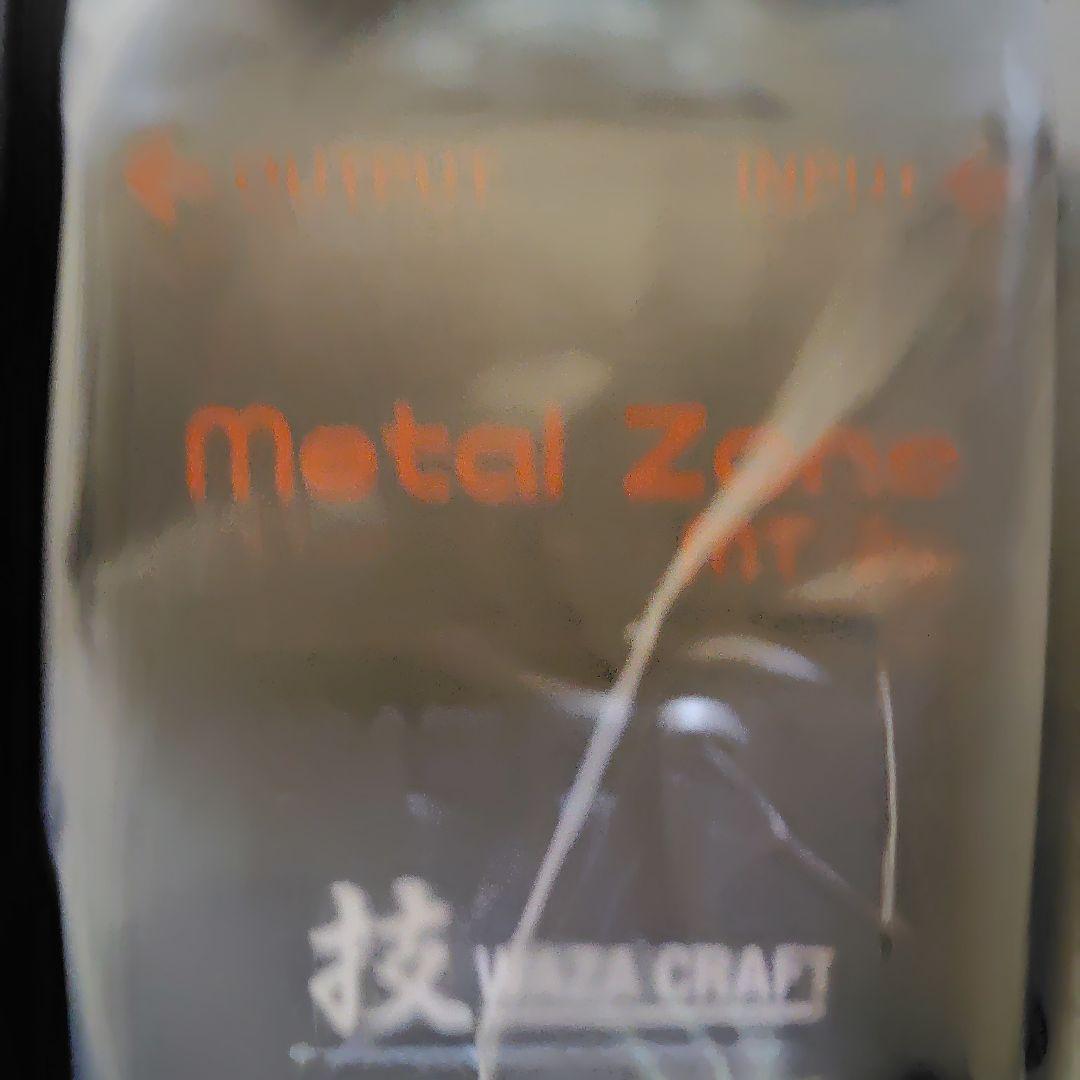 OUTPUT INPUT
Metal Zone
技 WAZA CRAFT